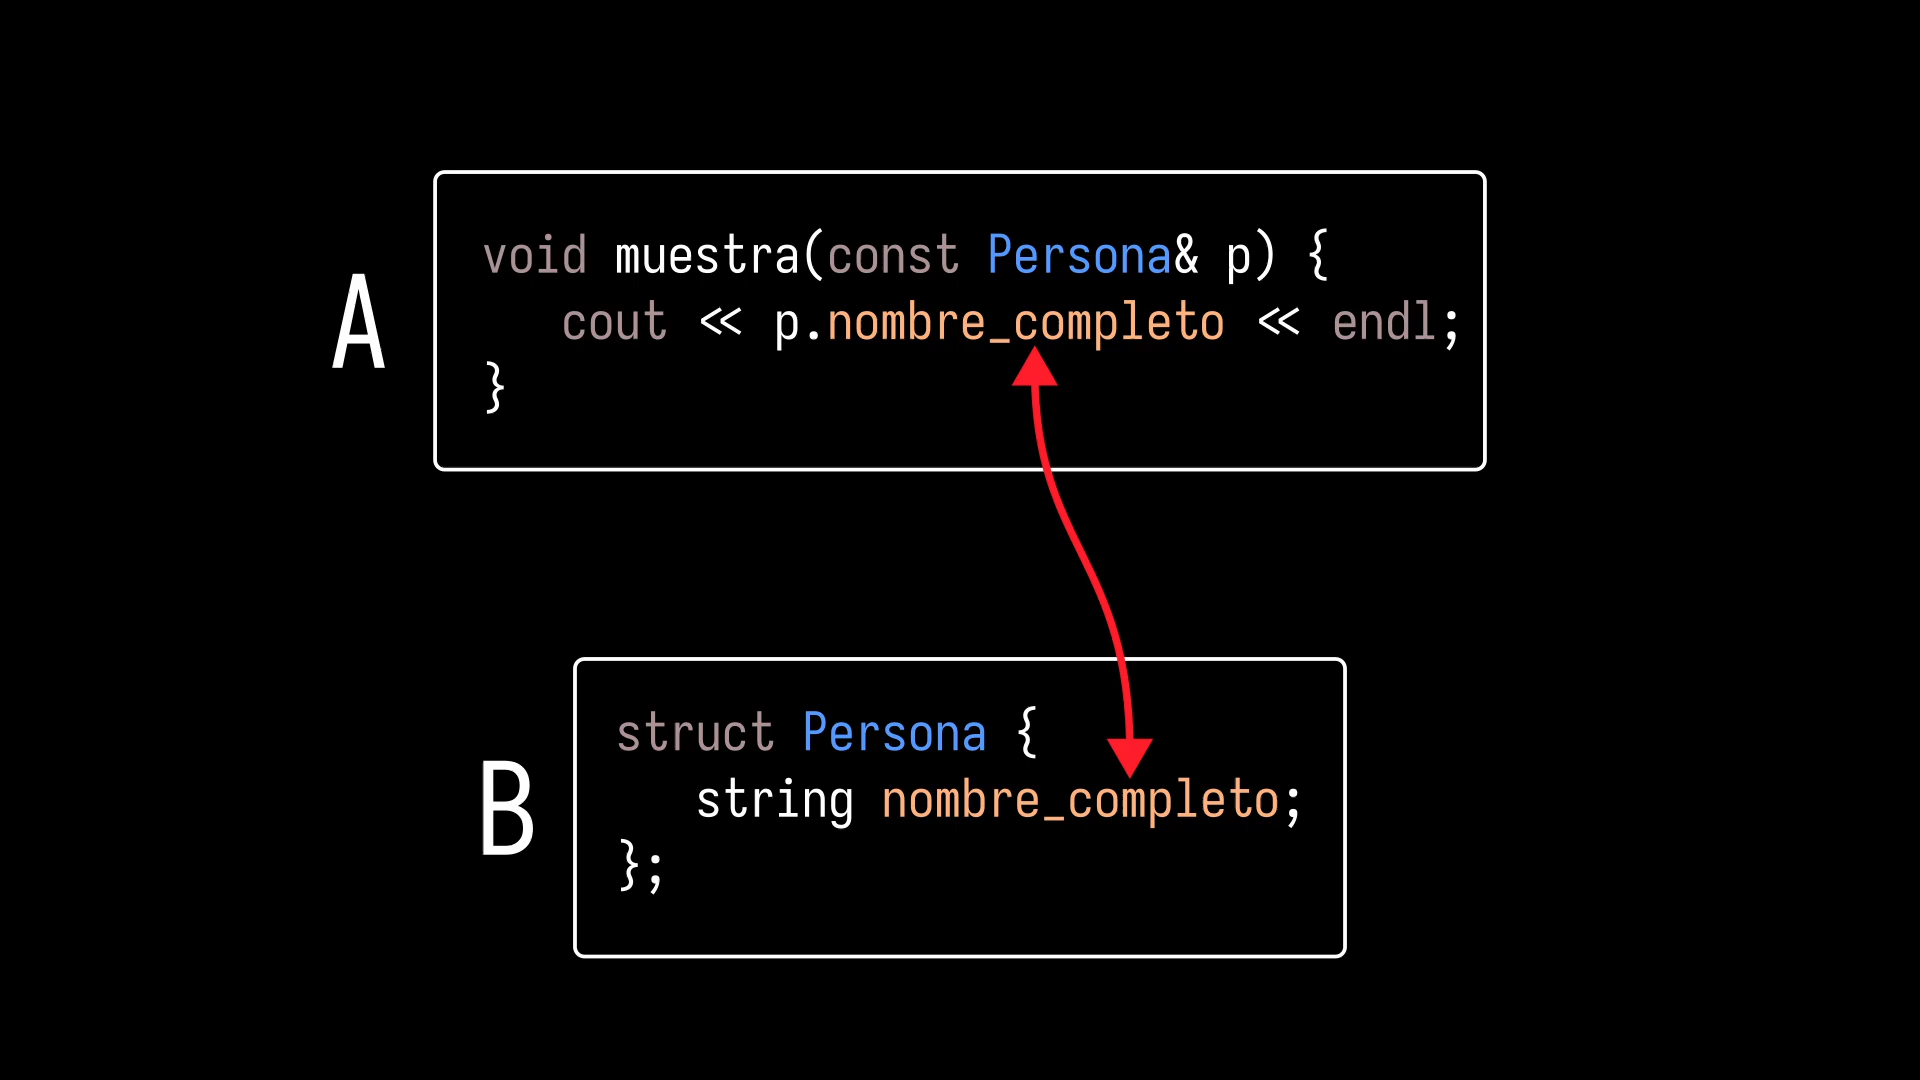 A
void muestra(const Persona& p) {
cout << p.nombre_completo << endl;
}
B
struct Persona {
string nombre_completo;
};